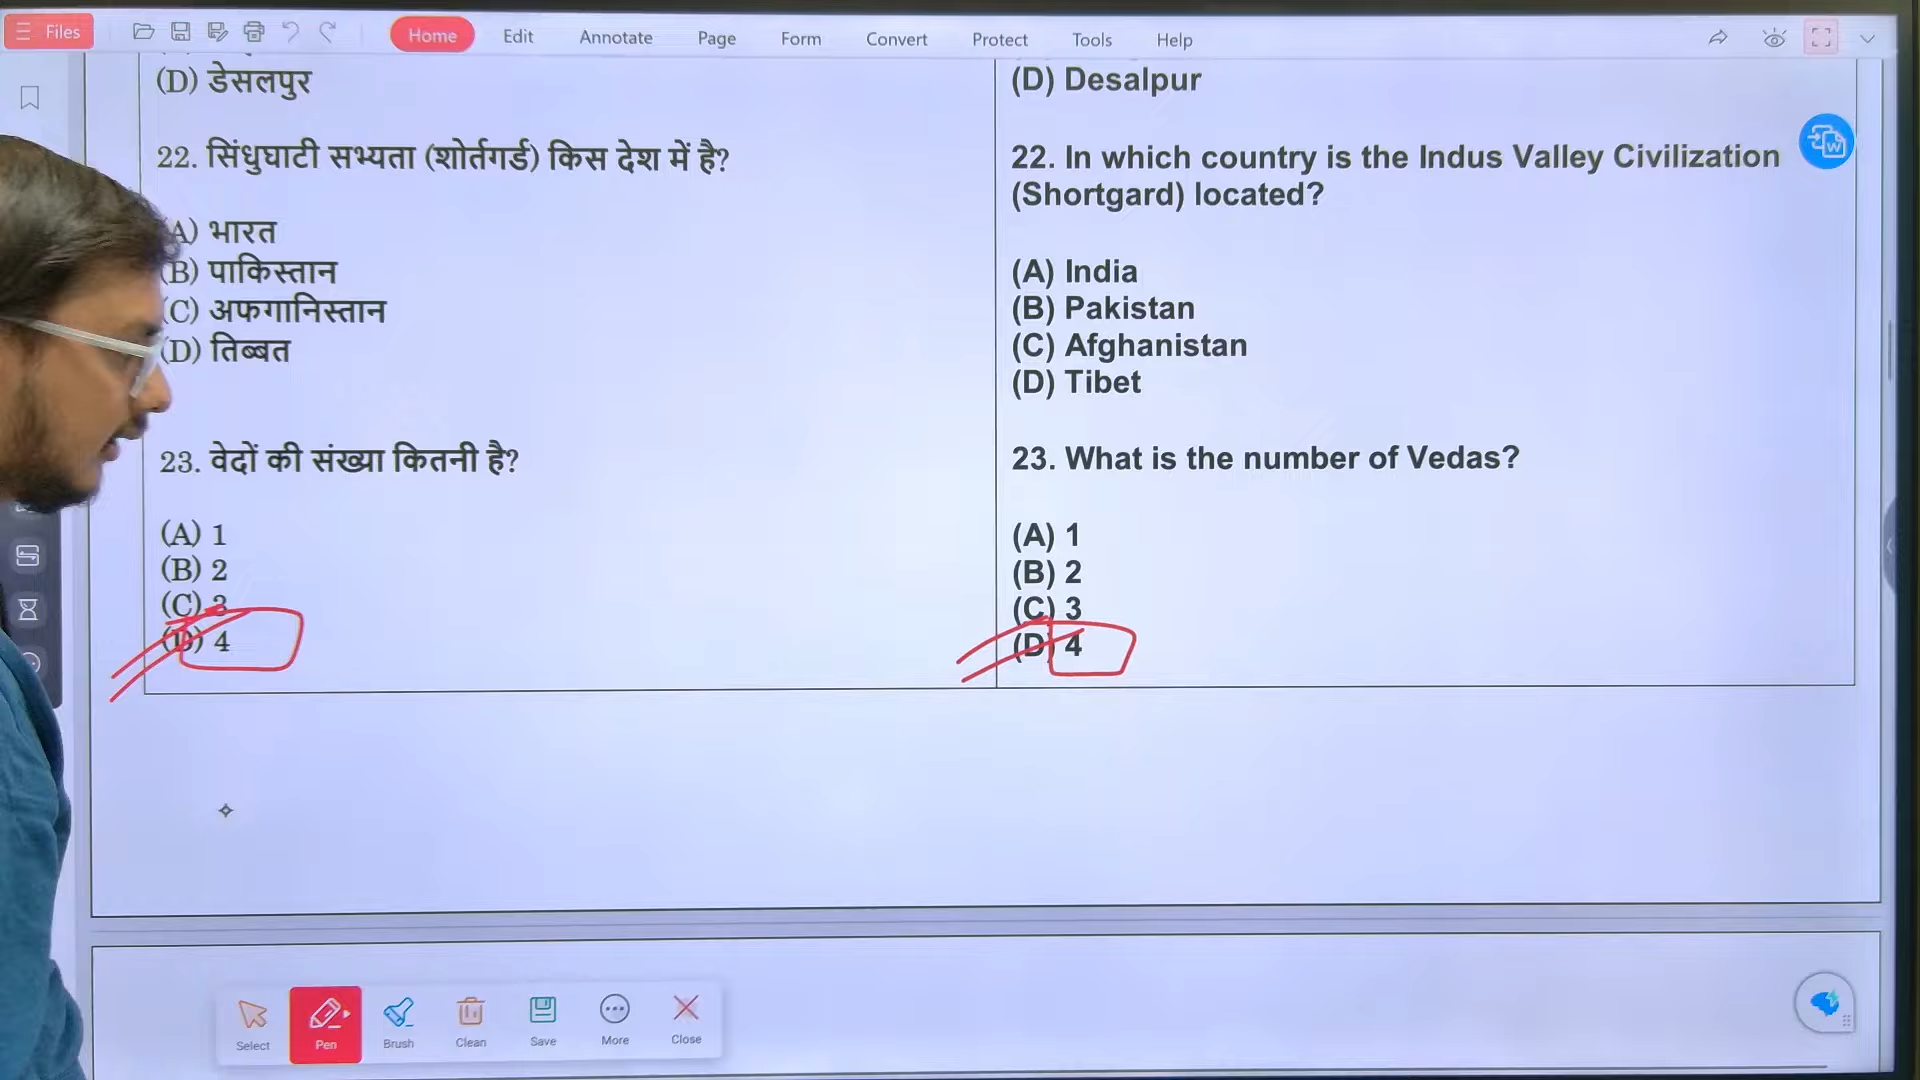 Files
Home
Edit
Annotate
Page
Form
Convert
Protect
Tools
Help
(D) डेसलपुर
22. सिंधुघाटी सभ्यता (शोर्तगर्ड) किस देश में है?
A) भारत
B) पाकिस्तान
(C) अफगानिस्तान
(D) तिब्बत
23. वेदों की संख्या कितनी है?
(A) 1
(B) 2
(C) 3
(D) 4
(D) Desalpur
22. In which country is the Indus Valley Civilization
(Shortgard) located?
(A) India
(B) Pakistan
(C) Afghanistan
(D) Tibet
23. What is the number of Vedas?
(A) 1
(B) 2
(C) 3
(D) 4
W
Select
Pen
Brush
Clean
Save
More
Close